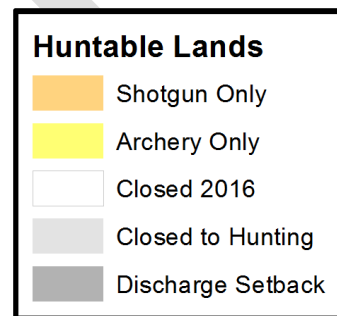 Huntable Lands
Shotgun Only
Archery Only
Closed 2016
Closed to Hunting
Discharge Setback